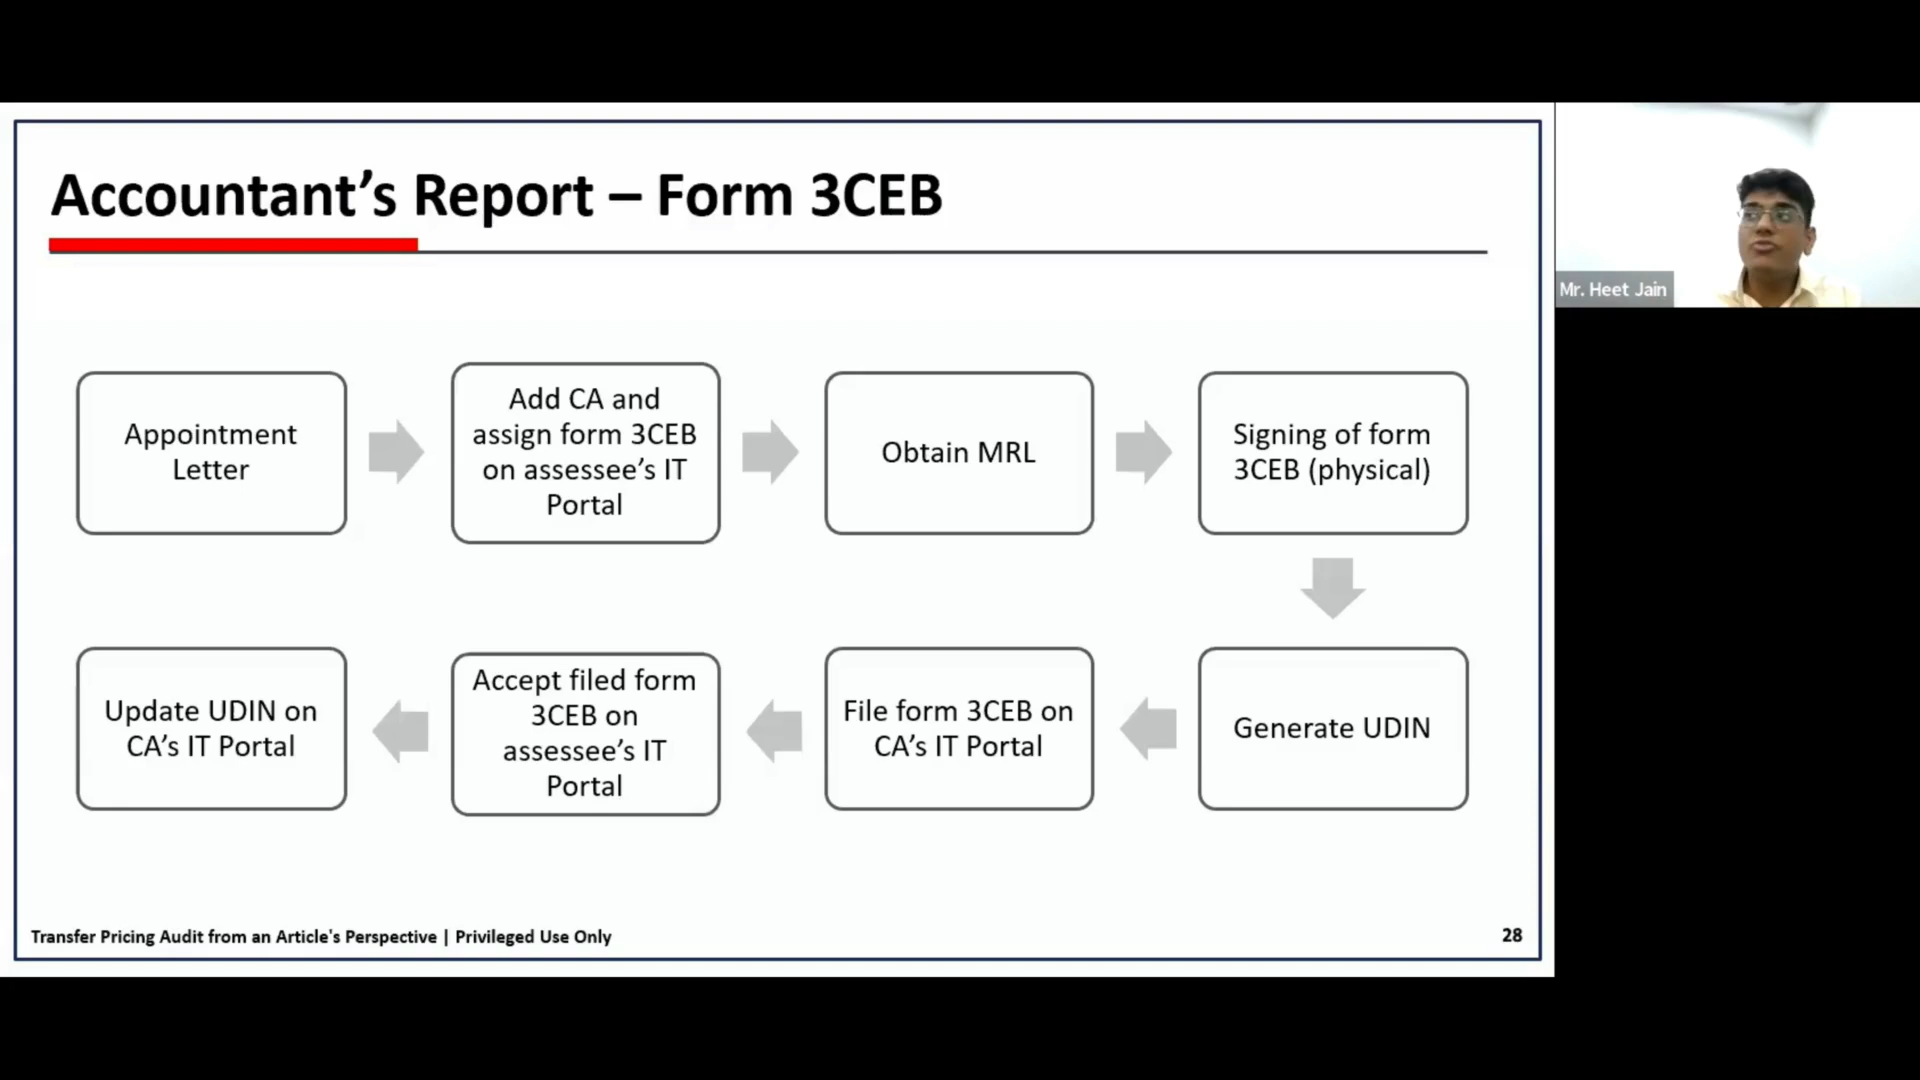 Accountant’s Report – Form 3CEB
Mr. Heet Jain
Appointment
Letter
Add CA and
assign form 3CEB
on assessee’s IT
Portal
Obtain MRL
Signing of form
3CEB (physical)
Generate UDIN
File form 3CEB on
CA’s IT Portal
Accept filed form
3CEB on
assessee’s IT
Portal
Update UDIN on
CA’s IT Portal
Transfer Pricing Audit from an Article's Perspective | Privileged Use Only
28